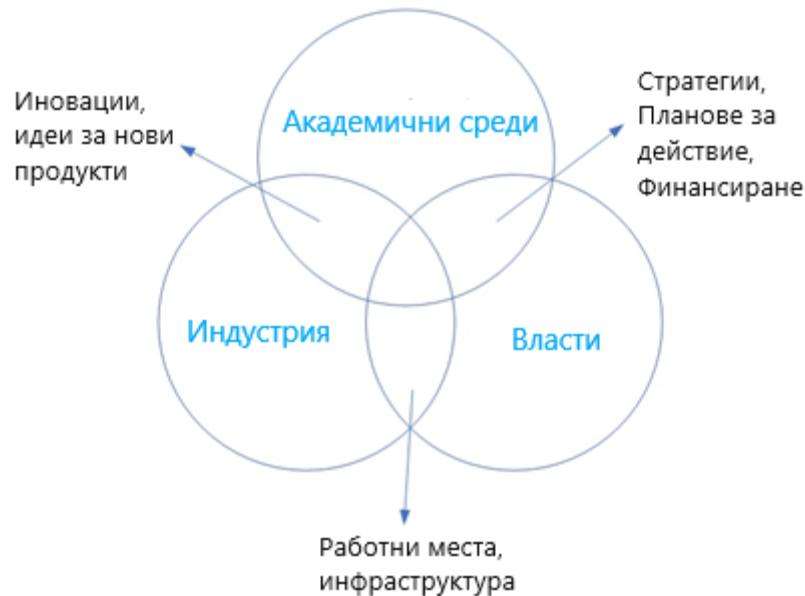 Иновации,
идеи за нови
продукти
Академични среди
Стратегии,
Планове за
действие,
Финансиране
Индустрия
Власти
Работни места,
инфраструктура